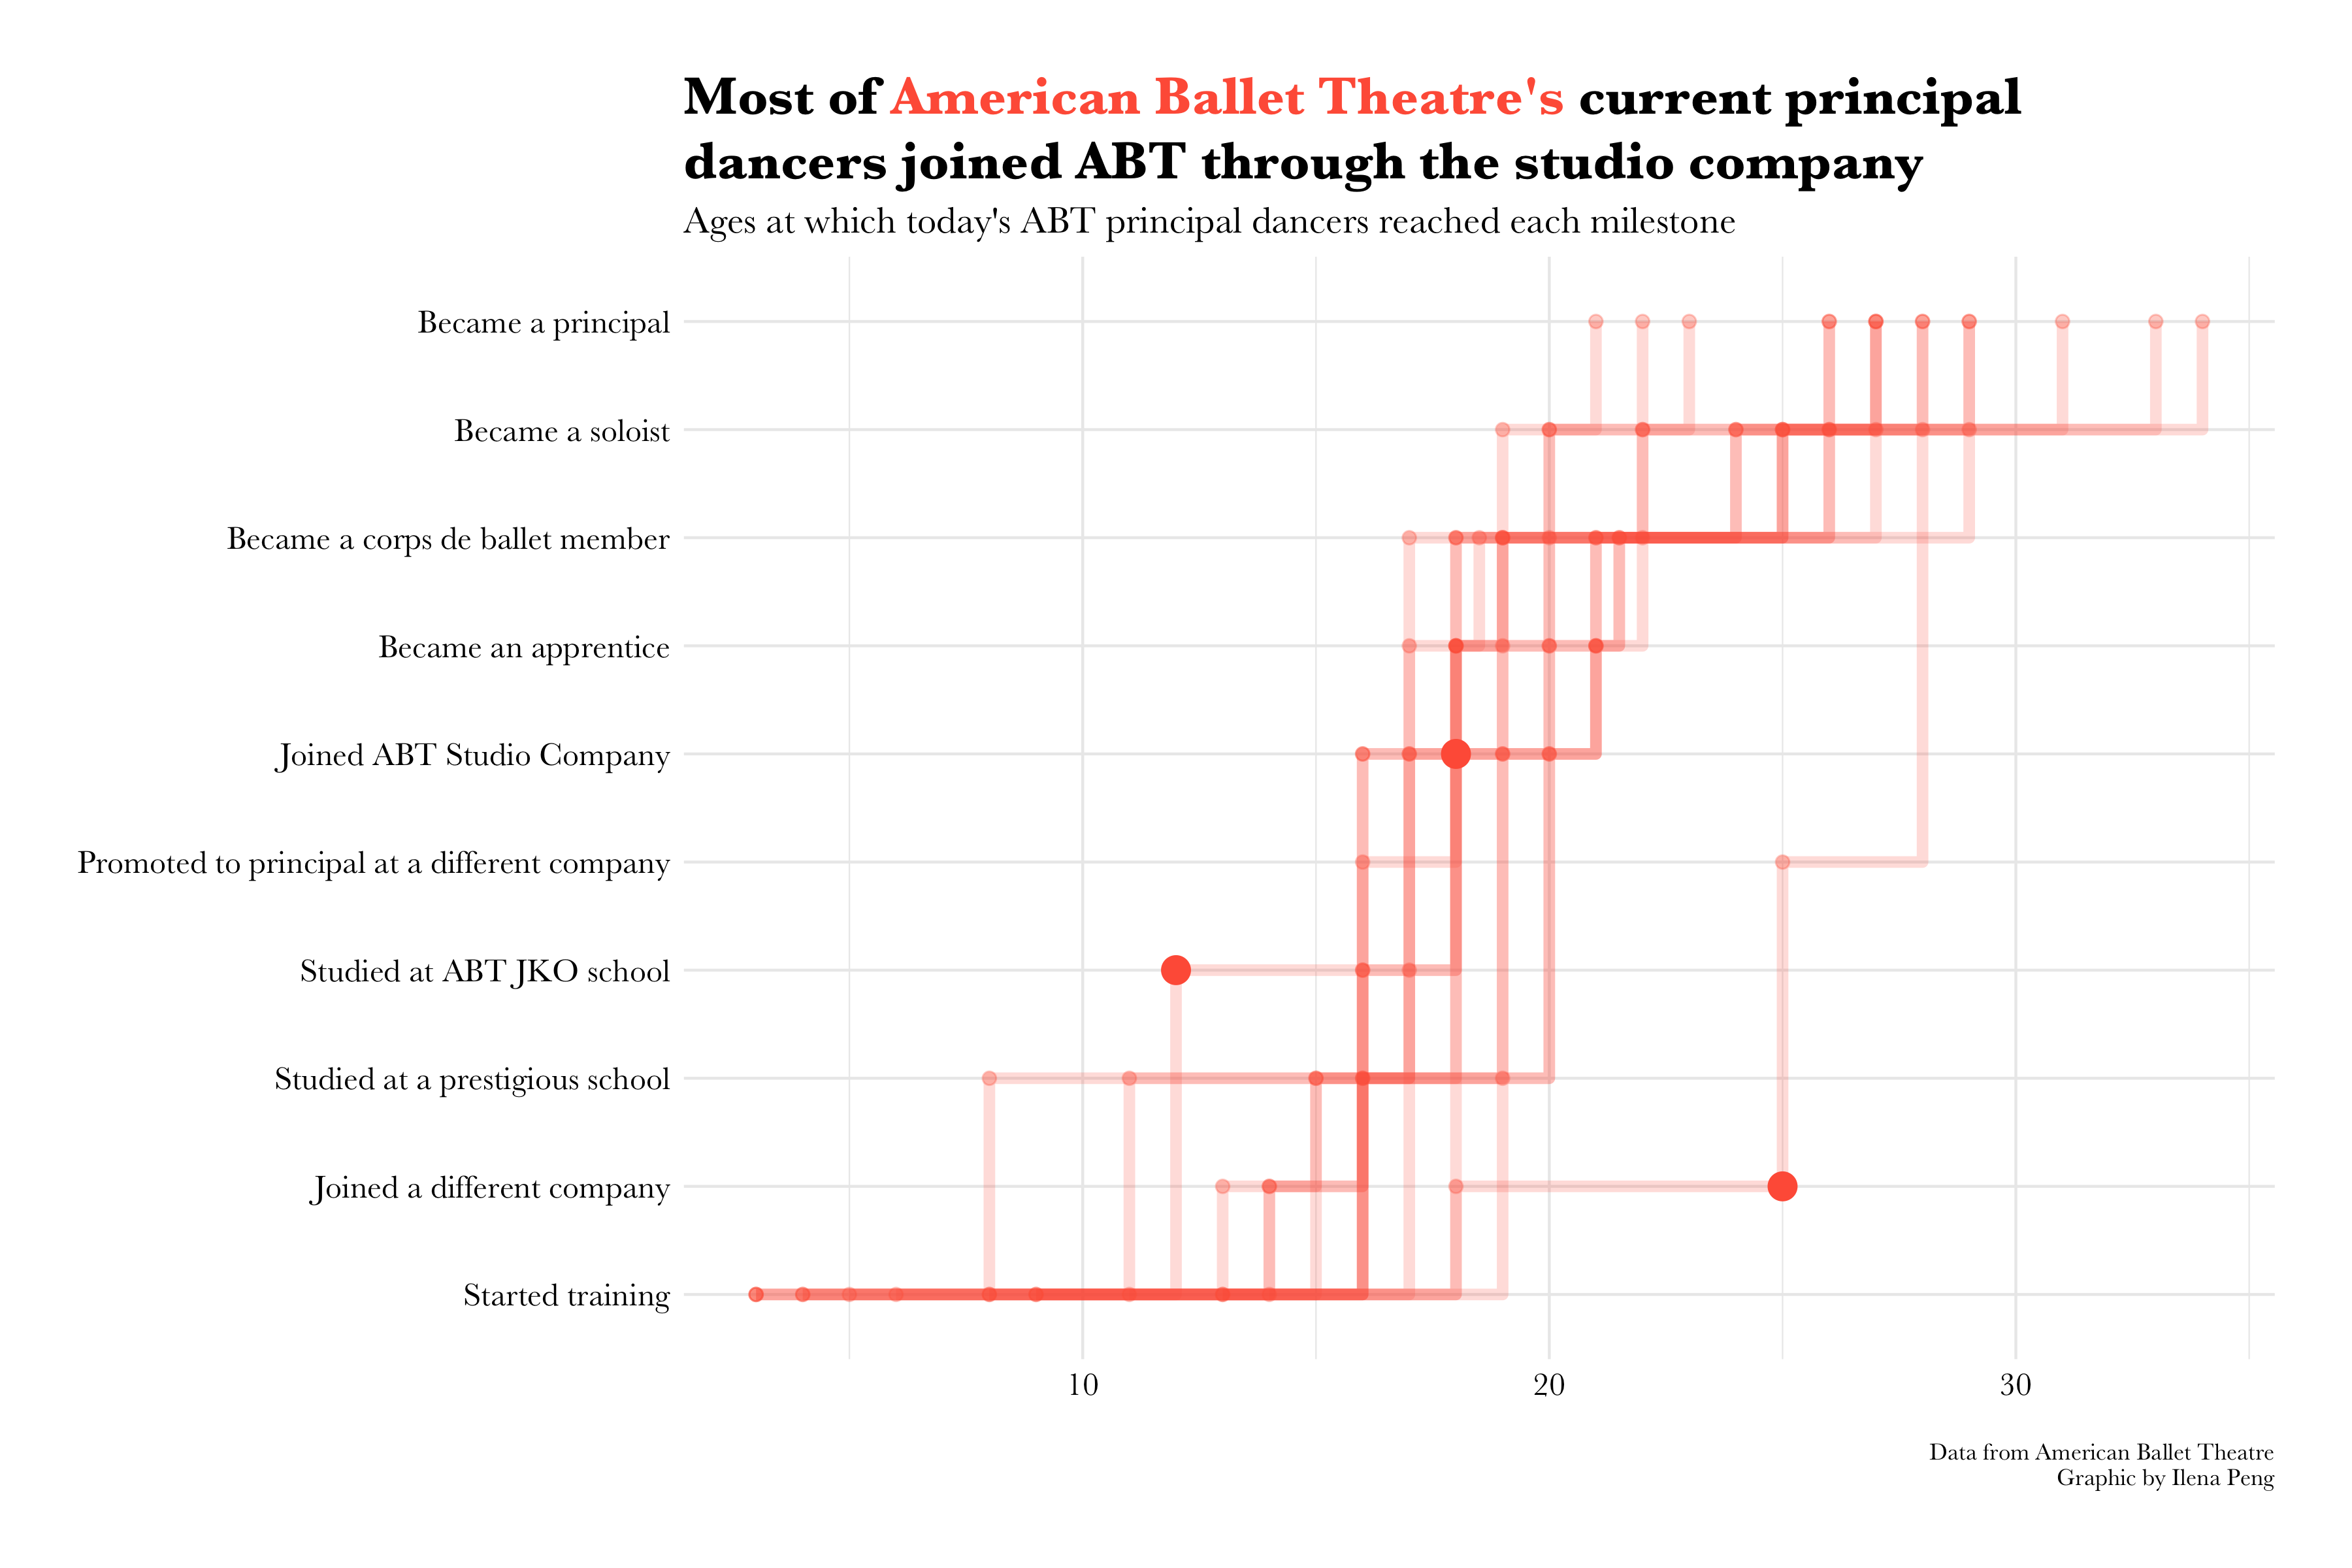 Most of American Ballet Theatre's current principal
dancers joined ABT through the studio company
Ages at which today's ABT principal dancers reached each milestone
Became a principal
Became a soloist
Became a corps de ballet member
Became an apprentice
Joined ABT Studio Company
Promoted to principal at a different company
Studied at ABT JKO school
Studied at a prestigious school
Joined a different company
Started training
10 20 30
Data from American Ballet Theatre
Graphic by Ilena Peng